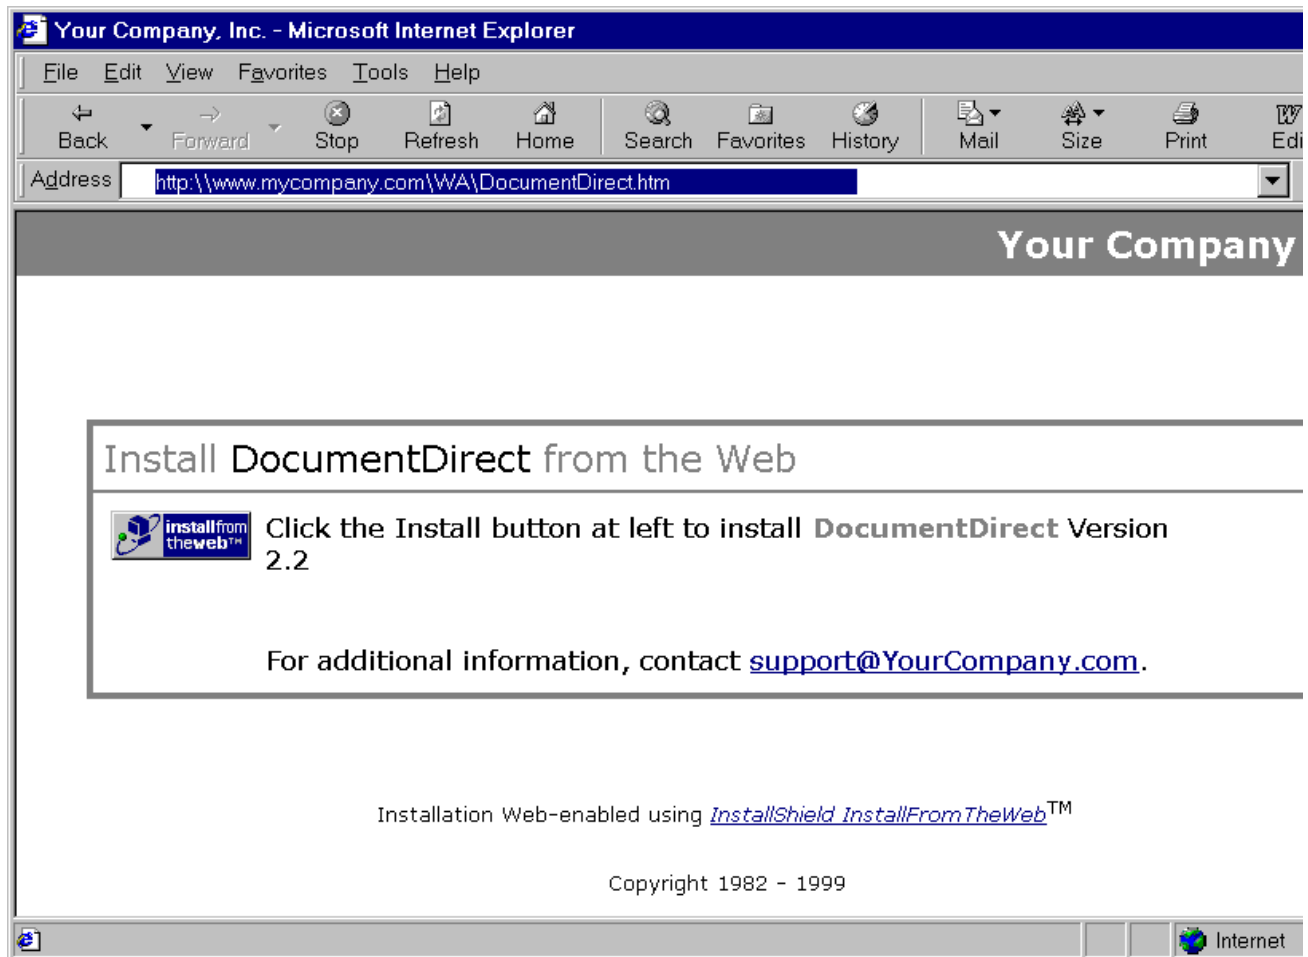 Your Company, Inc. - Microsoft Internet Explorer
File Edit View Favorites Tools Help
Back Forward Stop Refresh Home Search Favorites History Mail Size Print Edi
Address http:\\www.mycompany.com\WA\DocumentDirect.htm
Your Company
Install DocumentDirect from the Web
installfrom
theweb™
Click the Install button at left to install DocumentDirect Version
2.2
For additional information, contact support@YourCompany.com.
Installation Web-enabled using InstallShield InstallFromTheWeb™
Copyright 1982 - 1999
Internet